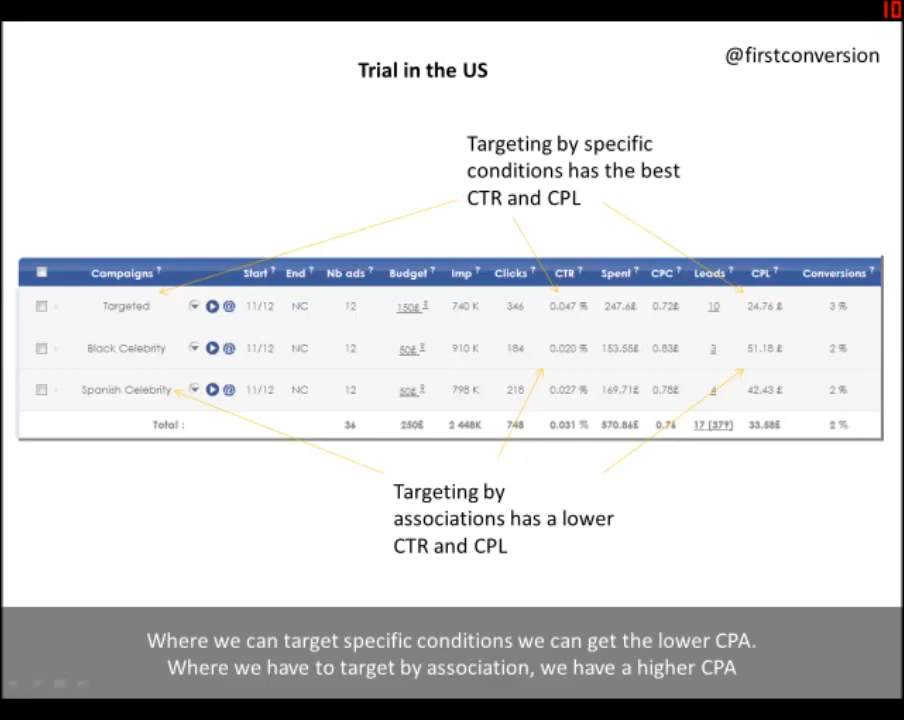 10
@firstconversion
Trial in the US
Targeting by specific
conditions has the best
CTR and CPL
Campaigns ? Start ? End ? Nb ads ? Budget ? Imp ? Clicks ? CTR ? Spent ? CPC ? Leads ? CPL ? Conversions ?
Targeted 11/12 NC 12 150£ 740 K 346 0.047 % 247.6£ 0.72£ 10 24.76 £ 3 %
Black Celebrity 11/12 NC 12 50£ 910 K 184 0.020 % 153.55£ 0.83£ 3 51.18 £ 2 %
Spanish Celebrity 11/12 NC 12 50£ 798 K 218 0.027 % 169.71£ 0.78£ 4 42.43 £ 2 %
Total : 36 250£ 2 448K 748 0.031 % 570.86£ 0.76 17 (379) 33.58£ 2 %
Targeting by
associations has a lower
CTR and CPL
Where we can target specific conditions we can get the lower CPA.
Where we have to target by association, we have a higher CPA